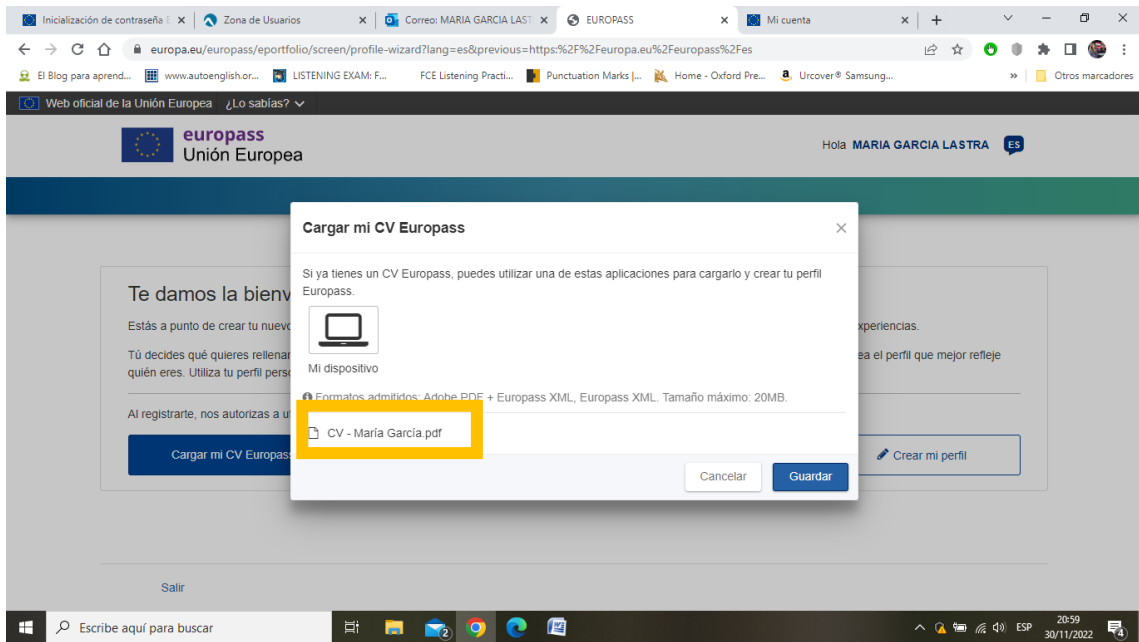 Inicialización de contraseña E
Zona de Usuarios
Correo: MARIA GARCIA LAST
EUROPASS
Mi cuenta
europa.eu/europass/eportfolio/screen/profile-wizard?lang=es&previous=https:%2F%2Feuropa.eu%2Feuropass%2Fes
El Blog para aprend...
www.autoenglish.or...
LISTENING EXAM: F...
FCE Listening Practi...
Punctuation Marks |...
Home - Oxford Pre...
Urcover® Samsung...
»
Otros marcadores
Web oficial de la Unión Europea ¿Lo sabías?
europass
Unión Europea
Hola MARIA GARCIA LASTRA ES
Cargar mi CV Europass
Si ya tienes un CV Europass, puedes utilizar una de estas aplicaciones para cargarlo y crear tu perfil
Europass.
Mi dispositivo
Formatos admitidos: Adobe PDF + Europass XML, Europass XML. Tamaño máximo: 20MB.
CV - María García.pdf
Cancelar
Guardar
Te damos la bienv
Estás a punto de crear tu nuevo
xperiencias.
Tú decides qué quieres rellenar
ea el perfil que mejor refleje
quién eres. Utiliza tu perfil perso
Al registrarte, nos autorizas a ut
Cargar mi CV Europass
Crear mi perfil
Salir
Escribe aquí para buscar
2
ESP
20:59
30/11/2022
4